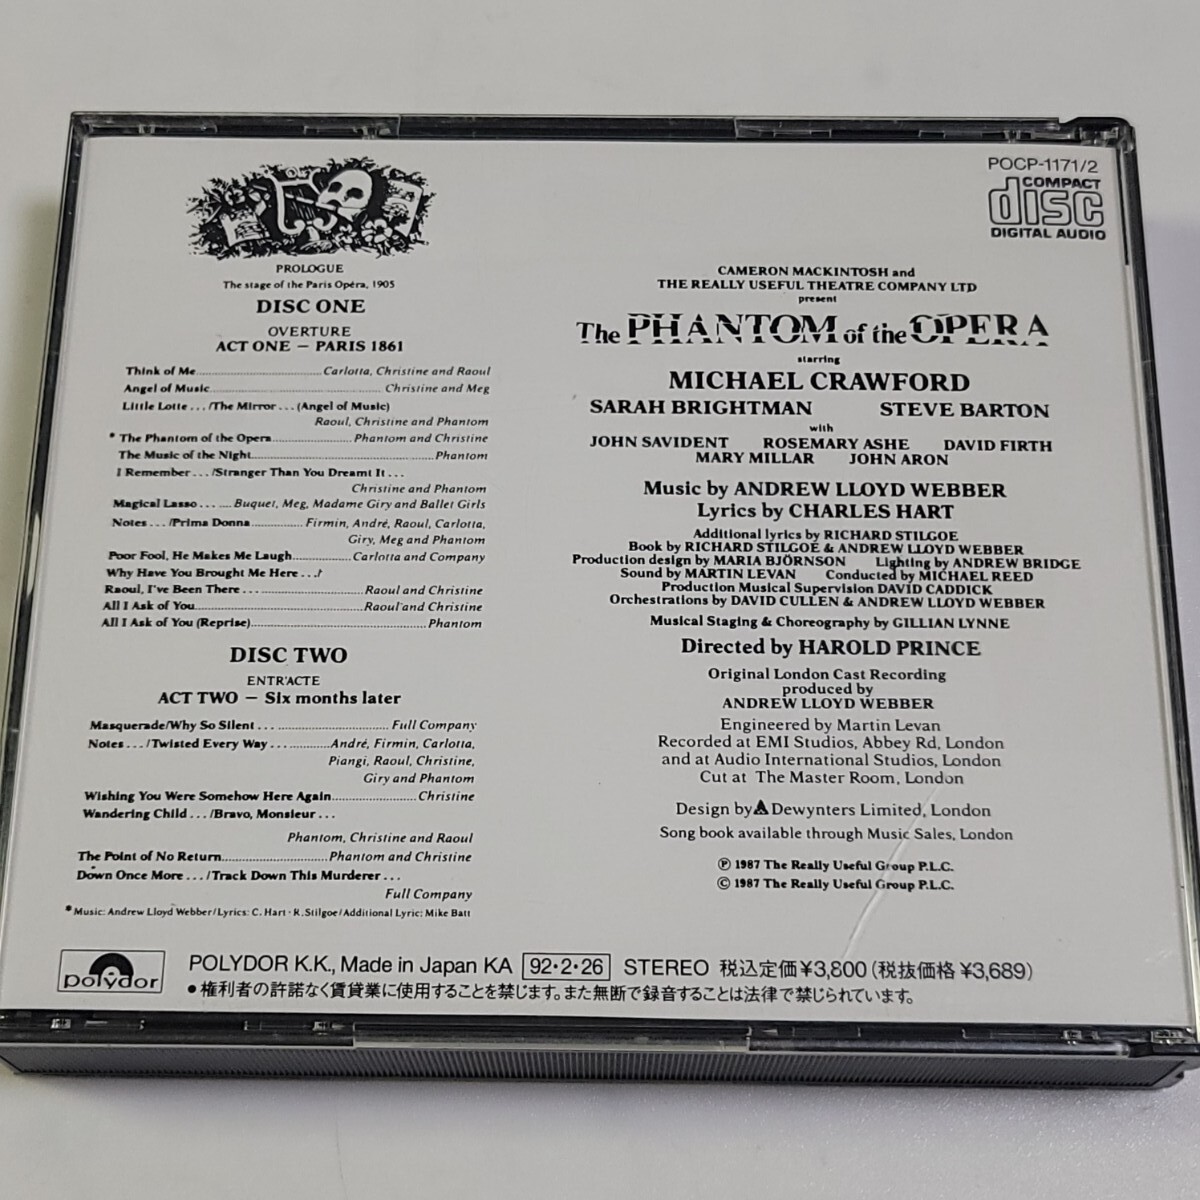 PROLOGUE
The stage of the Paris Opéra, 1905
DISC ONE
OVERTURE
ACT ONE — PARIS 1861
Think of Me.......................................Carlotta, Christine and Raoul
Angel of Music.......................................Christine and Meg
Little Lotte . . ./The Mirror . . . (Angel of Music)
Raoul, Christine and Phantom
* The Phantom of the Opera.....................Phantom and Christine
The Music of the Night.......................................Phantom
I Remember . . ./Stranger Than You Dreamt It . . .
Christine and Phantom
Magical Lasso . . . .....Buquet, Meg, Madame Giry and Ballet Girls
Notes . . ./Prima Donna...............Firmin, André, Raoul, Carlotta,
Giry, Meg and Phantom
Poor Fool, He Makes Me Laugh................Carlotta and Company
Why Have You Brought Me Here . . ./
Raoul, I've Been There . . . .........................Raoul and Christine
All I Ask of You.......................................Raoul and Christine
All I Ask of You (Reprise).......................................Phantom
DISC TWO
ENTR'ACTE
ACT TWO — Six months later
Masquerade/Why So Silent . . . ..............................Full Company
Notes . . ./Twisted Every Way . . . ...........André, Firmin, Carlotta,
Piangi, Raoul, Christine,
Giry and Phantom
Wishing You Were Somehow Here Again......................Christine
Wandering Child . . ./Bravo, Monsieur . . .
Phantom, Christine and Raoul
The Point of No Return............................Phantom and Christine
Down Once More . . ./Track Down This Murderer . . .
Full Company
*Music: Andrew Lloyd Webber/Lyrics: C. Hart · R. Stilgoe/Additional Lyric: Mike Batt
POCP-1171/2
COMPACT
disc
DIGITAL AUDIO
CAMERON MACKINTOSH and
THE REALLY USEFUL THEATRE COMPANY LTD
present
The PHANTOM of the OPERA
starring
MICHAEL CRAWFORD
SARAH BRIGHTMAN STEVE BARTON
with
JOHN SAVIDENT ROSEMARY ASHE DAVID FIRTH
MARY MILLAR JOHN ARON
Music by ANDREW LLOYD WEBBER
Lyrics by CHARLES HART
Additional lyrics by RICHARD STILGOE
Book by RICHARD STILGOE & ANDREW LLOYD WEBBER
Production design by MARIA BJÖRNSON Lighting by ANDREW BRIDGE
Sound by MARTIN LEVAN Conducted by MICHAEL REED
Production Musical Supervision DAVID CADDICK
Orchestrations by DAVID CULLEN & ANDREW LLOYD WEBBER
Musical Staging & Choreography by GILLIAN LYNNE
Directed by HAROLD PRINCE
Original London Cast Recording
produced by
ANDREW LLOYD WEBBER
Engineered by Martin Levan
Recorded at EMI Studios, Abbey Rd, London
and at Audio International Studios, London
Cut at The Master Room, London
Design by Dewynters Limited, London
Song book available through Music Sales, London
℗ 1987 The Really Useful Group P.L.C.
© 1987 The Really Useful Group P.L.C.
polydor
POLYDOR K.K., Made in Japan KA 92·2·26 STEREO 税込定価¥3,800（税抜価格 ¥3,689）
●権利者の許諾なく賃貸業に使用することを禁じます。また無断で録音することは法律で禁じられています。